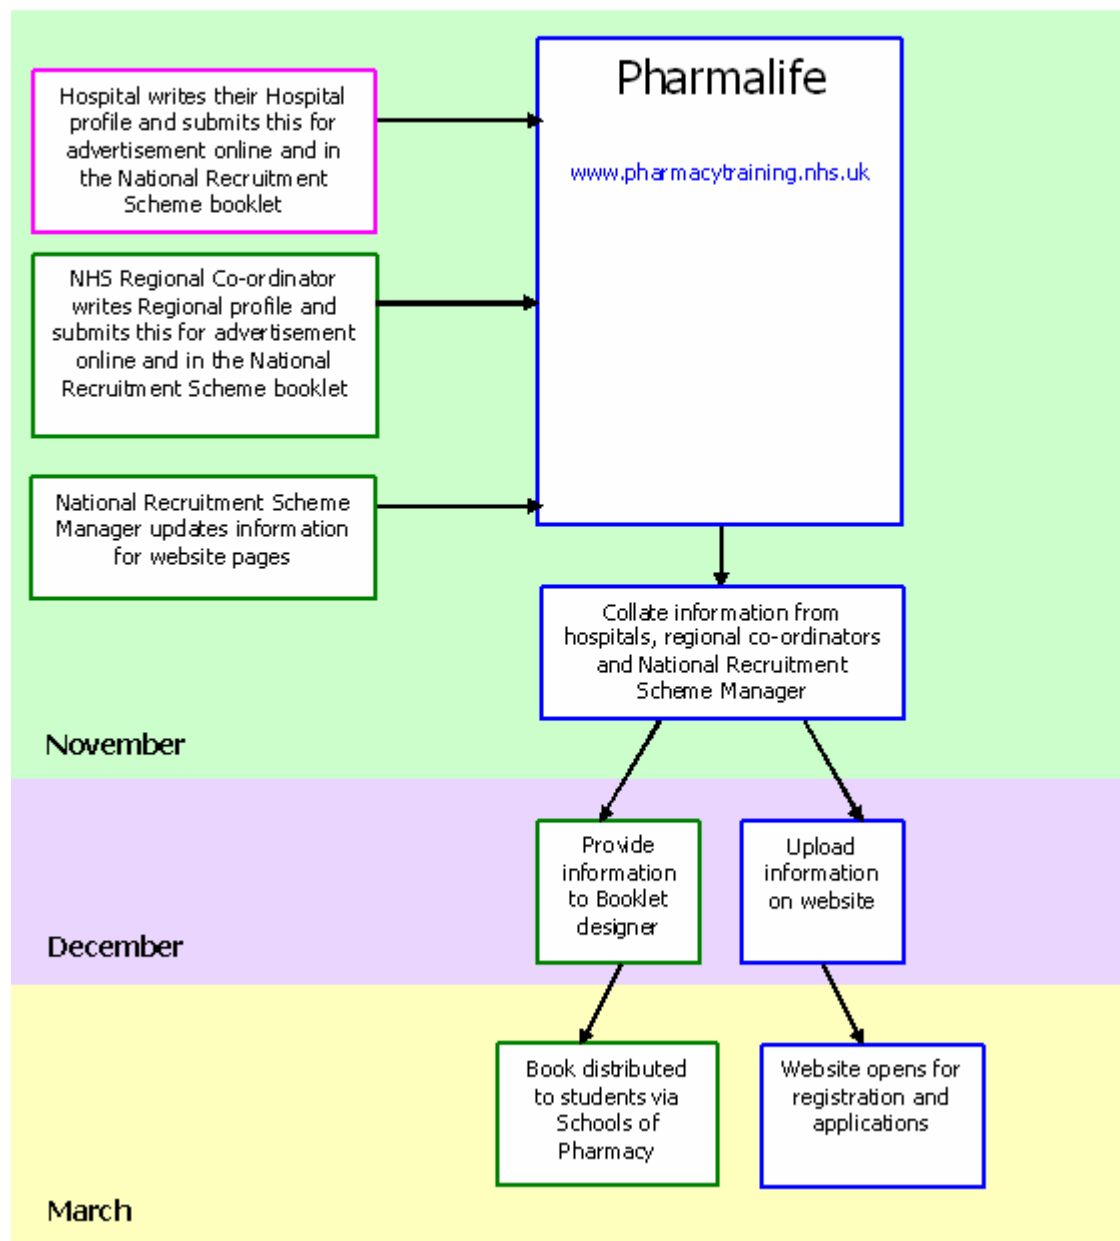 Pharmalife
www.pharmacytraining.nhs.uk
Hospital writes their Hospital
profile and submits this for
advertisement online and in
the National Recruitment
Scheme booklet
NHS Regional Co-ordinator
writes Regional profile and
submits this for advertisement
online and in the National
Recruitment Scheme booklet
National Recruitment Scheme
Manager updates information
for website pages
Collate information from
hospitals, regional co-ordinators
and National Recruitment
Scheme Manager
November
Provide
information
to Booklet
designer
Upload
information
on website
December
Book distributed
to students via
Schools of
Pharmacy
Website opens for
registration and
applications
March